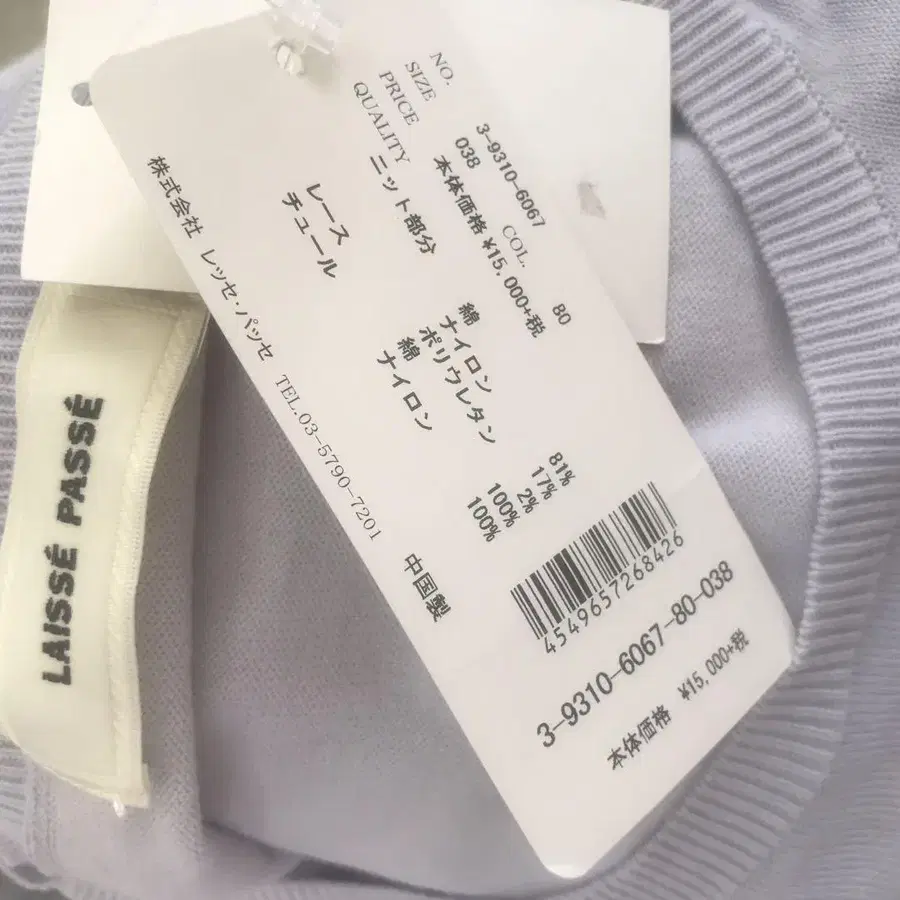 LAISSÉ PASSÉ
NO. 3-9310-6067 COL. 80
SIZE 038
PRICE 本体価格 ¥15,000+税
QUALITY ニット部分 綿 81%
ナイロン 17%
ポリウレタン 2%
レース 綿 100%
チュール ナイロン 100%
株式会社 レッセ・パッセ TEL.03-5790-7201 中国製
4549657268426
3-9310-6067-80-038
本体価格 ¥15,000+税